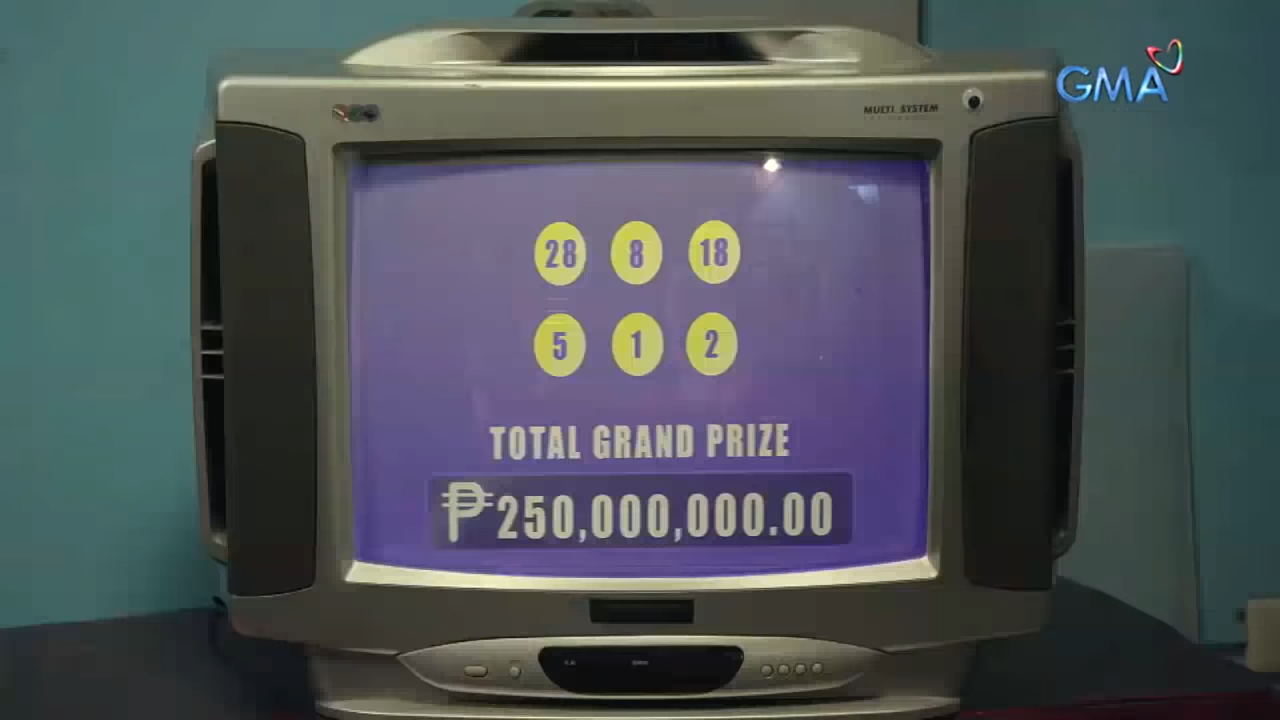 GMA
MULTI SYSTEM
28 8 18
5 1 2
TOTAL GRAND PRIZE
₱250,000,000.00